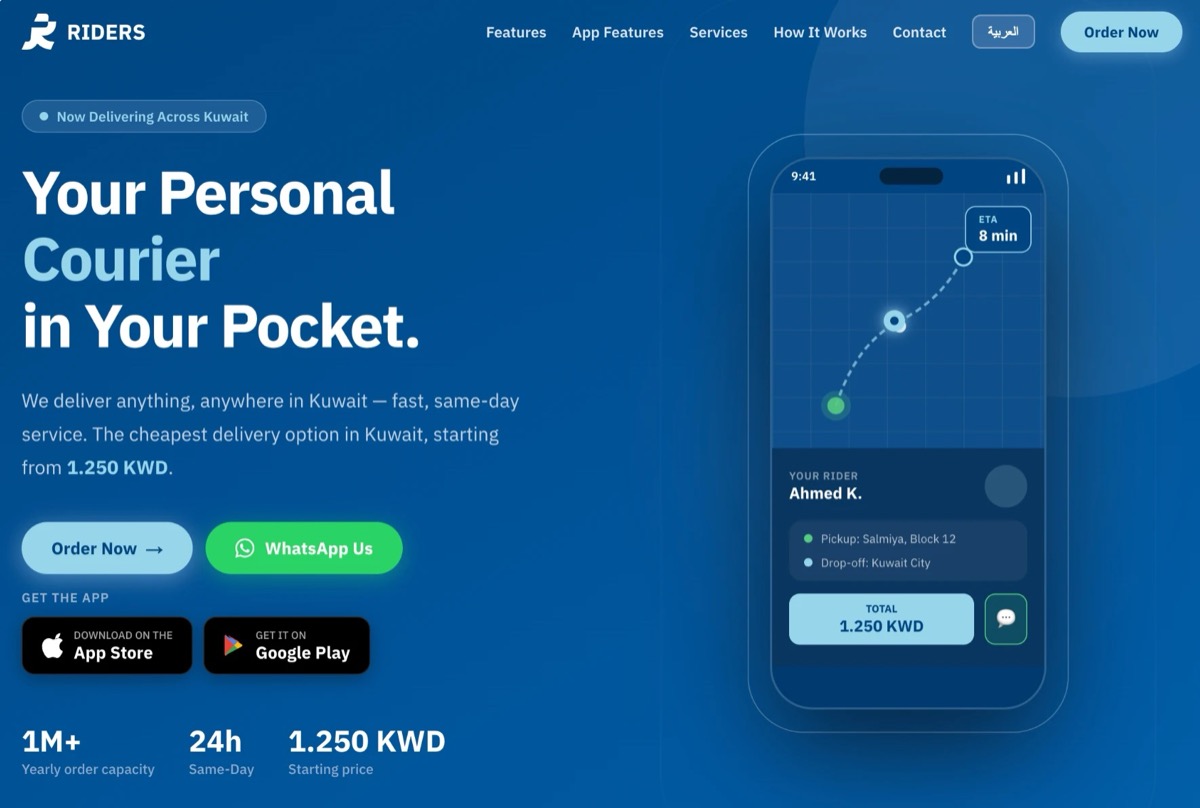 RIDERS
Features
App Features
Services
How It Works
Contact
العربية
Order Now
Now Delivering Across Kuwait
Your Personal
Courier
in Your Pocket.
We deliver anything, anywhere in Kuwait — fast, same-day
service. The cheapest delivery option in Kuwait, starting
from 1.250 KWD.
Order Now →
WhatsApp Us
GET THE APP
DOWNLOAD ON THE
App Store
GET IT ON
Google Play
1M+
Yearly order capacity
24h
Same-Day
1.250 KWD
Starting price
9:41
ETA
8 min
YOUR RIDER
Ahmed K.
Pickup: Salmiya, Block 12
Drop-off: Kuwait City
TOTAL
1.250 KWD